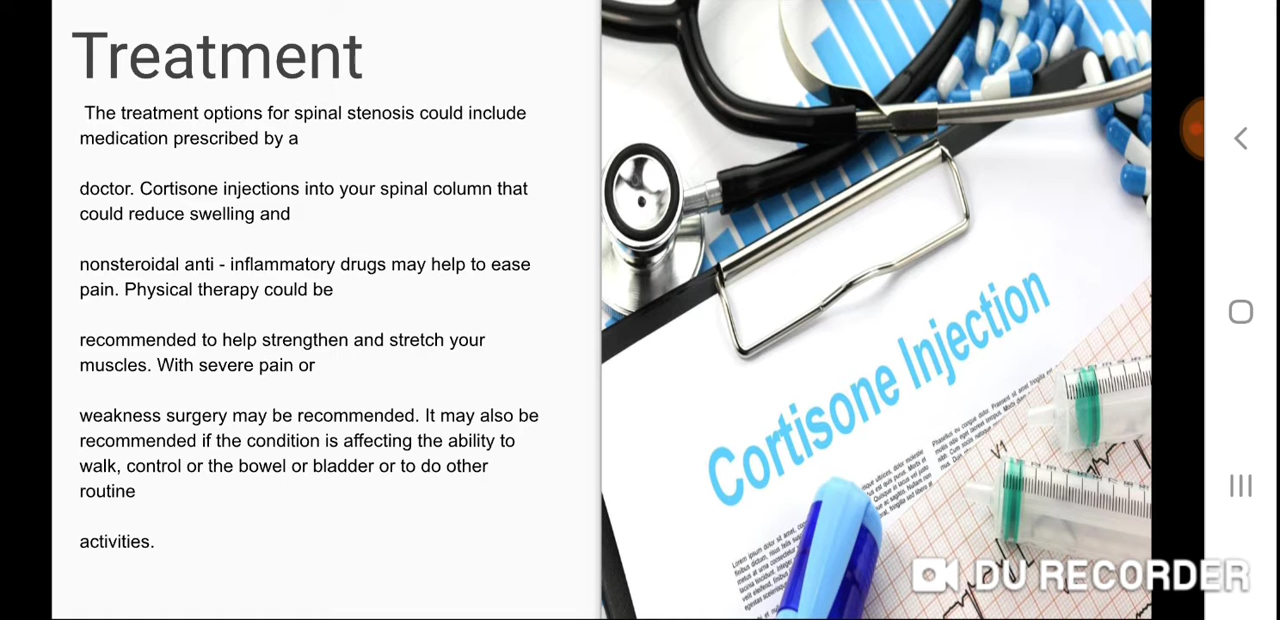 Treatment
The treatment options for spinal stenosis could include
medication prescribed by a
doctor. Cortisone injections into your spinal column that
could reduce swelling and
nonsteroidal anti - inflammatory drugs may help to ease
pain. Physical therapy could be
recommended to help strengthen and stretch your
muscles. With severe pain or
weakness surgery may be recommended. It may also be
recommended if the condition is affecting the ability to
walk, control or the bowel or bladder or to do other
routine
activities.
Cortisone Injection
V1
DU RECORDER